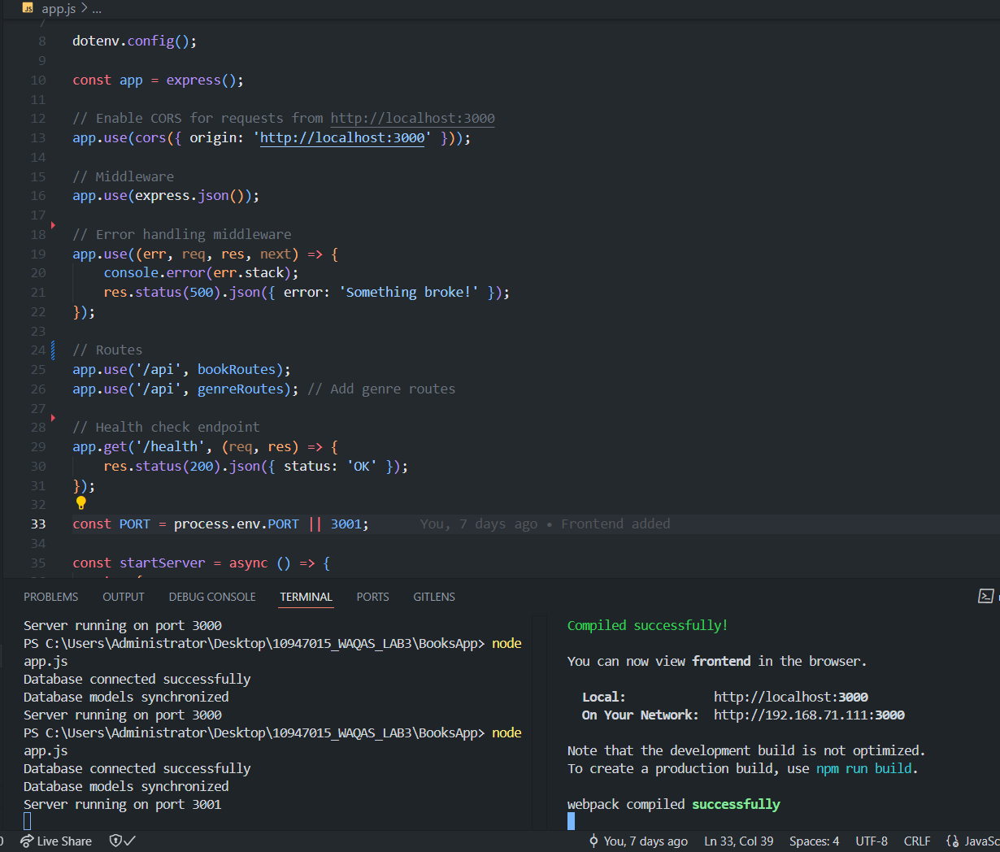 JS app.js > ...
7
8 dotenv.config();
9
10 const app = express();
11
12 // Enable CORS for requests from http://localhost:3000
13 app.use(cors({ origin: 'http://localhost:3000' }));
14
15 // Middleware
16 app.use(express.json());
17
18 // Error handling middleware
19 app.use((err, req, res, next) => {
20 console.error(err.stack);
21 res.status(500).json({ error: 'Something broke!' });
22 });
23
24 // Routes
25 app.use('/api', bookRoutes);
26 app.use('/api', genreRoutes); // Add genre routes
27
28 // Health check endpoint
29 app.get('/health', (req, res) => {
30 res.status(200).json({ status: 'OK' });
31 });
32
33 const PORT = process.env.PORT || 3001; You, 7 days ago • Frontend added
34
35 const startServer = async () => {
PROBLEMS OUTPUT DEBUG CONSOLE TERMINAL PORTS GITLENS
Server running on port 3000
PS C:\Users\Administrator\Desktop\10947015_WAQAS_LAB3\BooksApp> node
app.js
Database connected successfully
Database models synchronized
Server running on port 3000
PS C:\Users\Administrator\Desktop\10947015_WAQAS_LAB3\BooksApp> node
app.js
Database connected successfully
Database models synchronized
Server running on port 3001
Compiled successfully!
You can now view frontend in the browser.
Local: http://localhost:3000
On Your Network: http://192.168.71.111:3000
Note that the development build is not optimized.
To create a production build, use npm run build.
webpack compiled successfully
Live Share You, 7 days ago Ln 33, Col 39 Spaces: 4 UTF-8 CRLF {} JavaSc